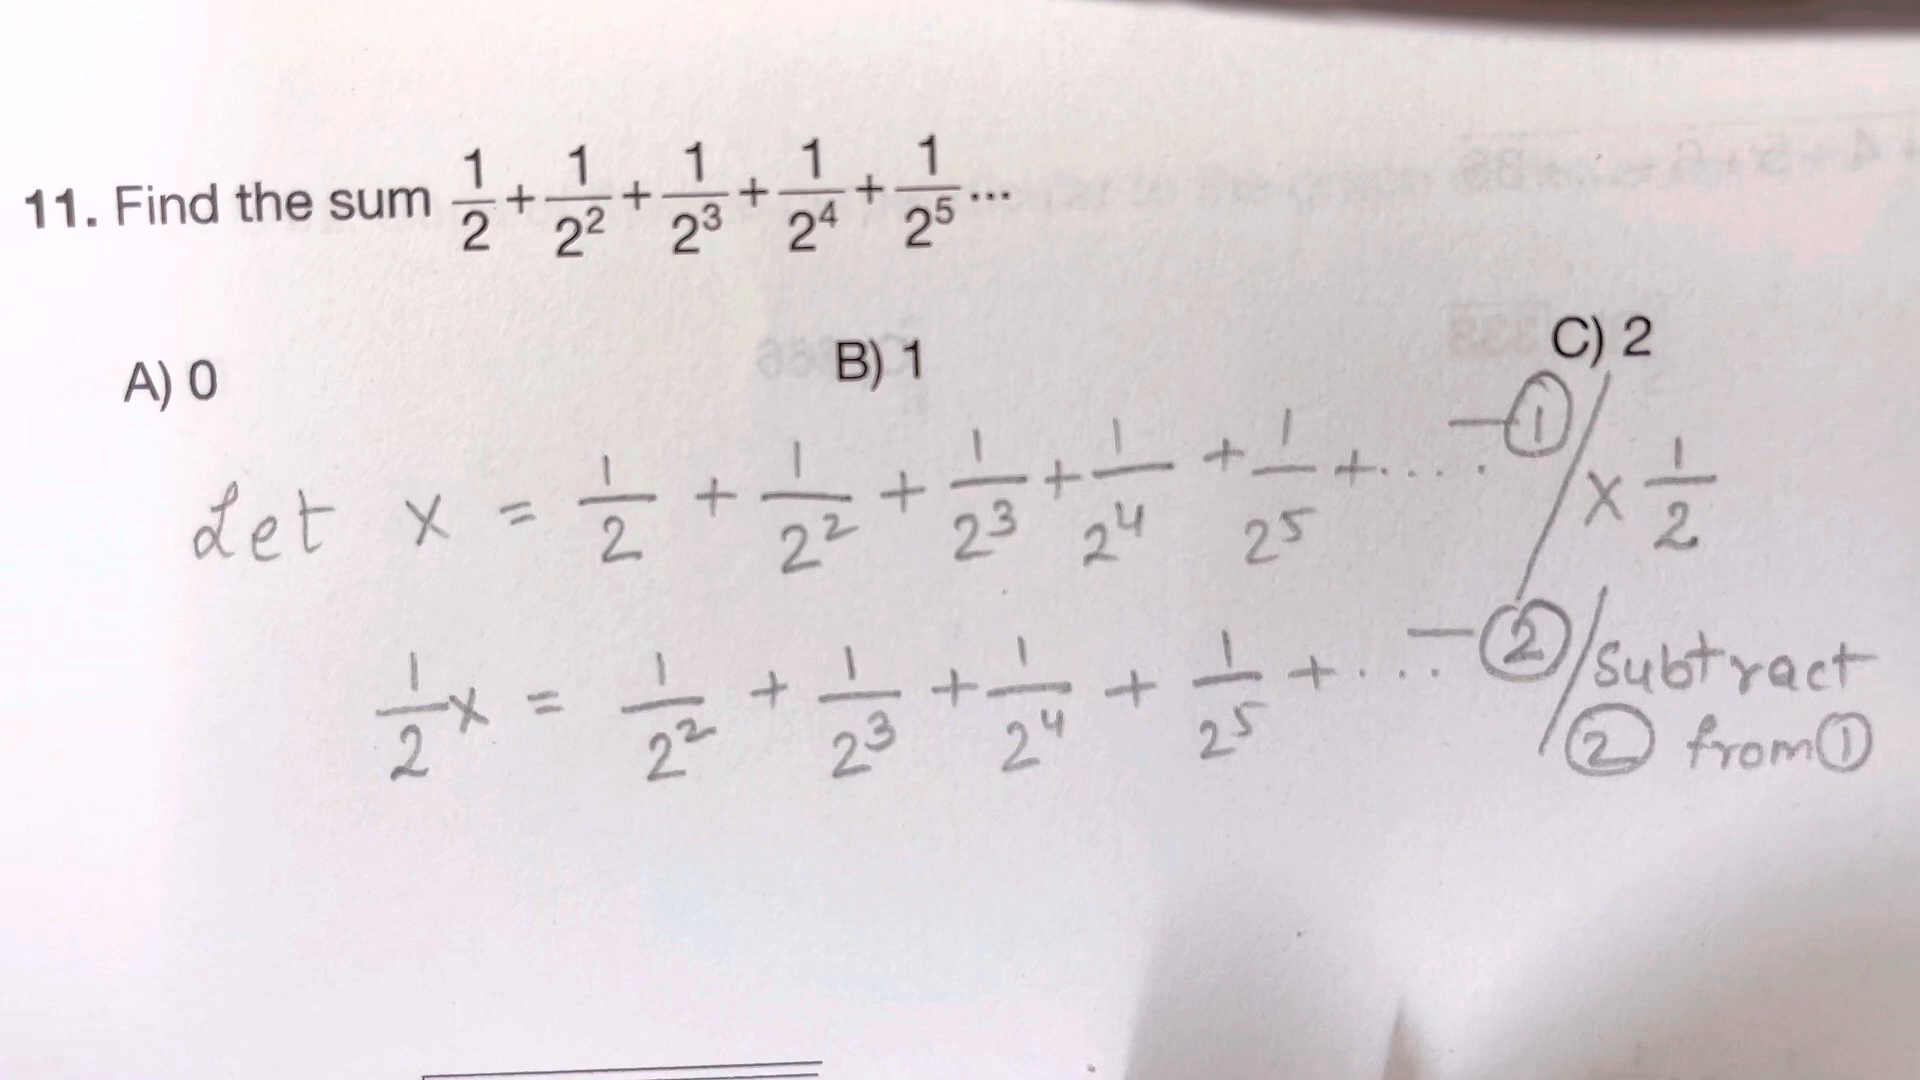 11. Find the sum 1/2 + 1/2² + 1/2³ + 1/2⁴ + 1/2⁵ ...
A) 0 B) 1 C) 2
Let x = 1/2 + 1/2² + 1/2³ + 1/2⁴ + 1/2⁵ + ..... — ① / × 1/2
1/2 x = 1/2² + 1/2³ + 1/2⁴ + 1/2⁵ + .... — ② / Subtract
② from ①